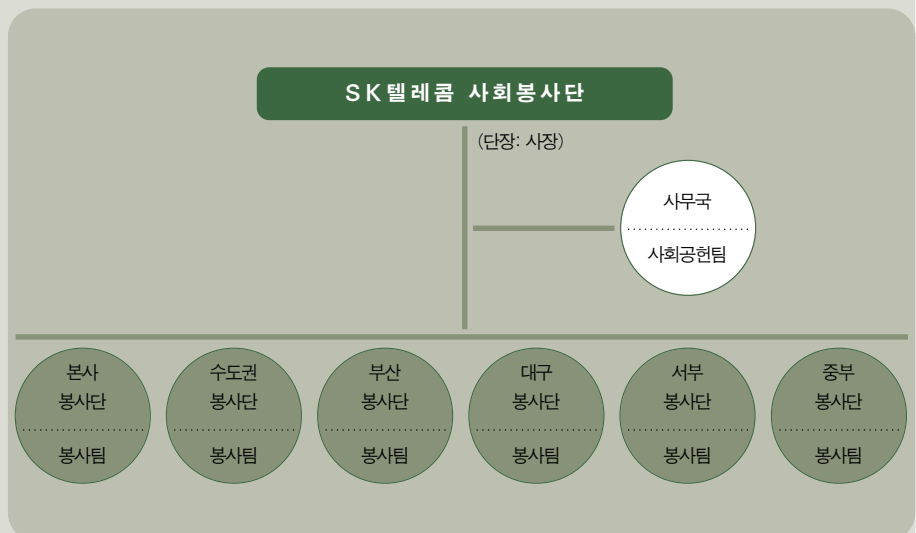 SK텔레콤 사회봉사단
(단장: 사장)
사무국
사회공헌팀
본사
봉사단
봉사팀
수도권
봉사단
봉사팀
부산
봉사단
봉사팀
대구
봉사단
봉사팀
서부
봉사단
봉사팀
중부
봉사단
봉사팀